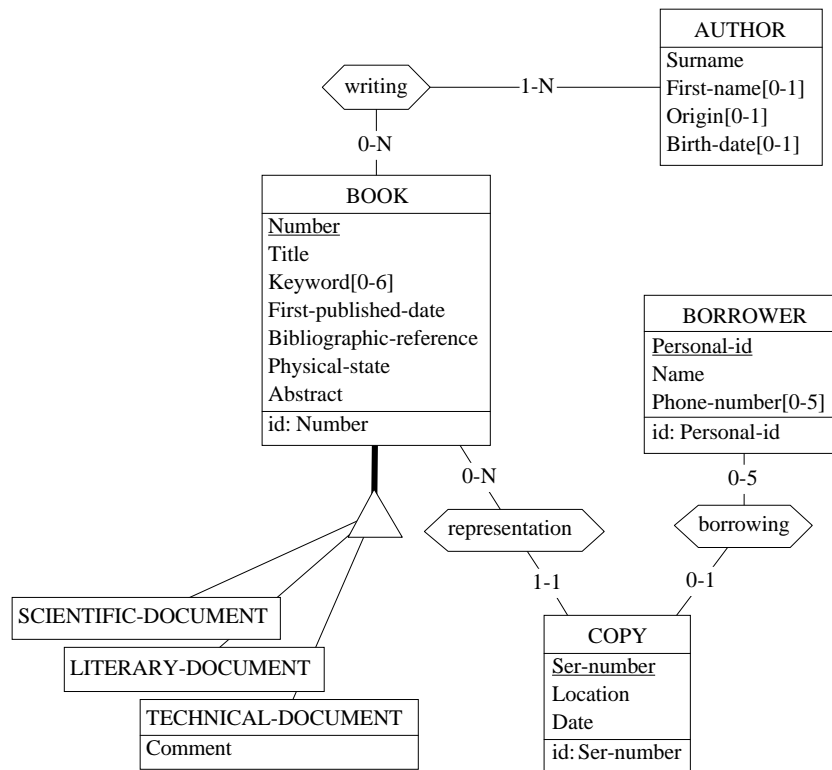 AUTHOR
Surname
First-name[0-1]
Origin[0-1]
Birth-date[0-1]
writing
1-N
0-N
BOOK
Number
Title
Keyword[0-6]
First-published-date
Bibliographic-reference
Physical-state
Abstract
id: Number
BORROWER
Personal-id
Name
Phone-number[0-5]
id: Personal-id
0-N
0-5
representation
borrowing
1-1
0-1
SCIENTIFIC-DOCUMENT
LITERARY-DOCUMENT
TECHNICAL-DOCUMENT
Comment
COPY
Ser-number
Location
Date
id: Ser-number